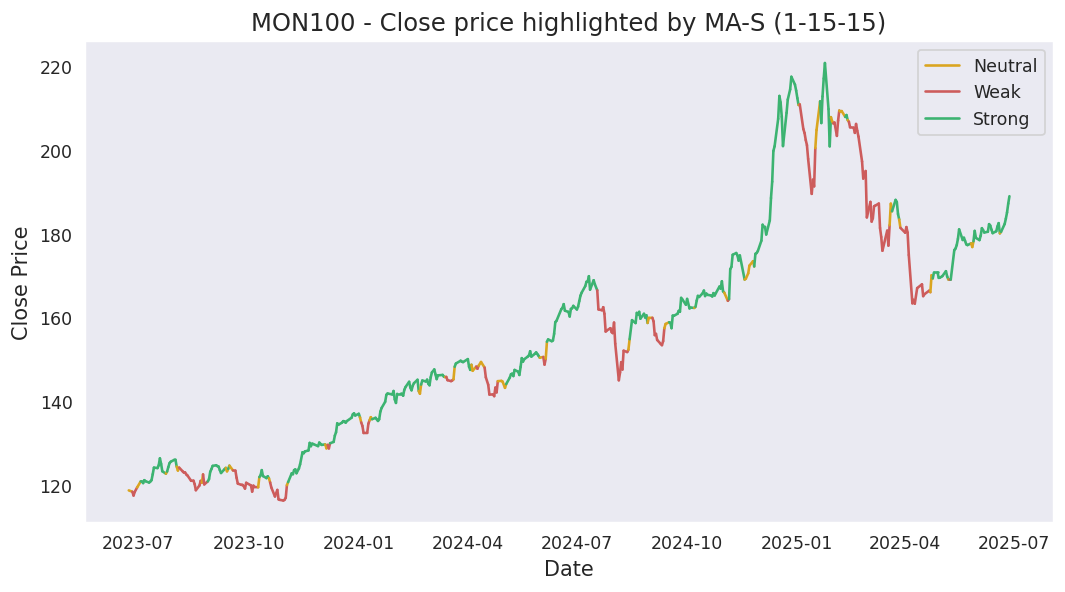 MON100 - Close price highlighted by MA-S (1-15-15)
Neutral
Weak
Strong
Close Price
220
200
180
160
140
120
2023-07 2023-10 2024-01 2024-04 2024-07 2024-10 2025-01 2025-04 2025-07
Date